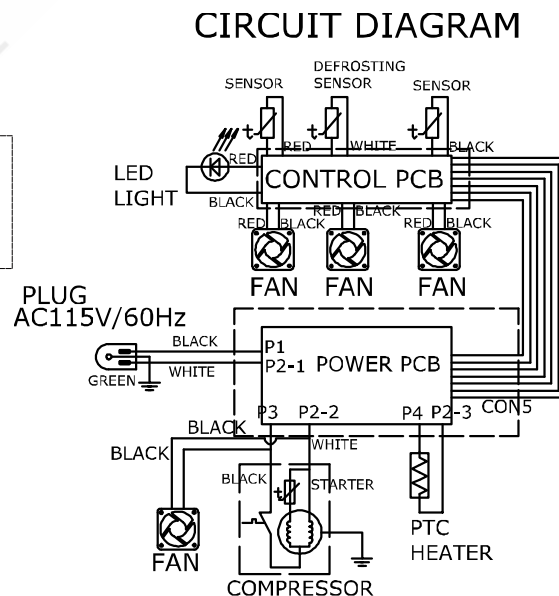 CIRCUIT DIAGRAM
DEFROSTING
SENSOR
SENSOR
SENSOR
t
t
t
RED
RED
WHITE
BLACK
LED
LIGHT
CONTROL PCB
BLACK
RED
BLACK
RED
BLACK
RED
BLACK
FAN
FAN
FAN
PLUG
AC115V/60Hz
BLACK
P1
P2-1
POWER PCB
WHITE
GREEN
P3
P2-2
P4
P2-3
CON5
BLACK
WHITE
BLACK
BLACK
t
STARTER
FAN
PTC
HEATER
COMPRESSOR